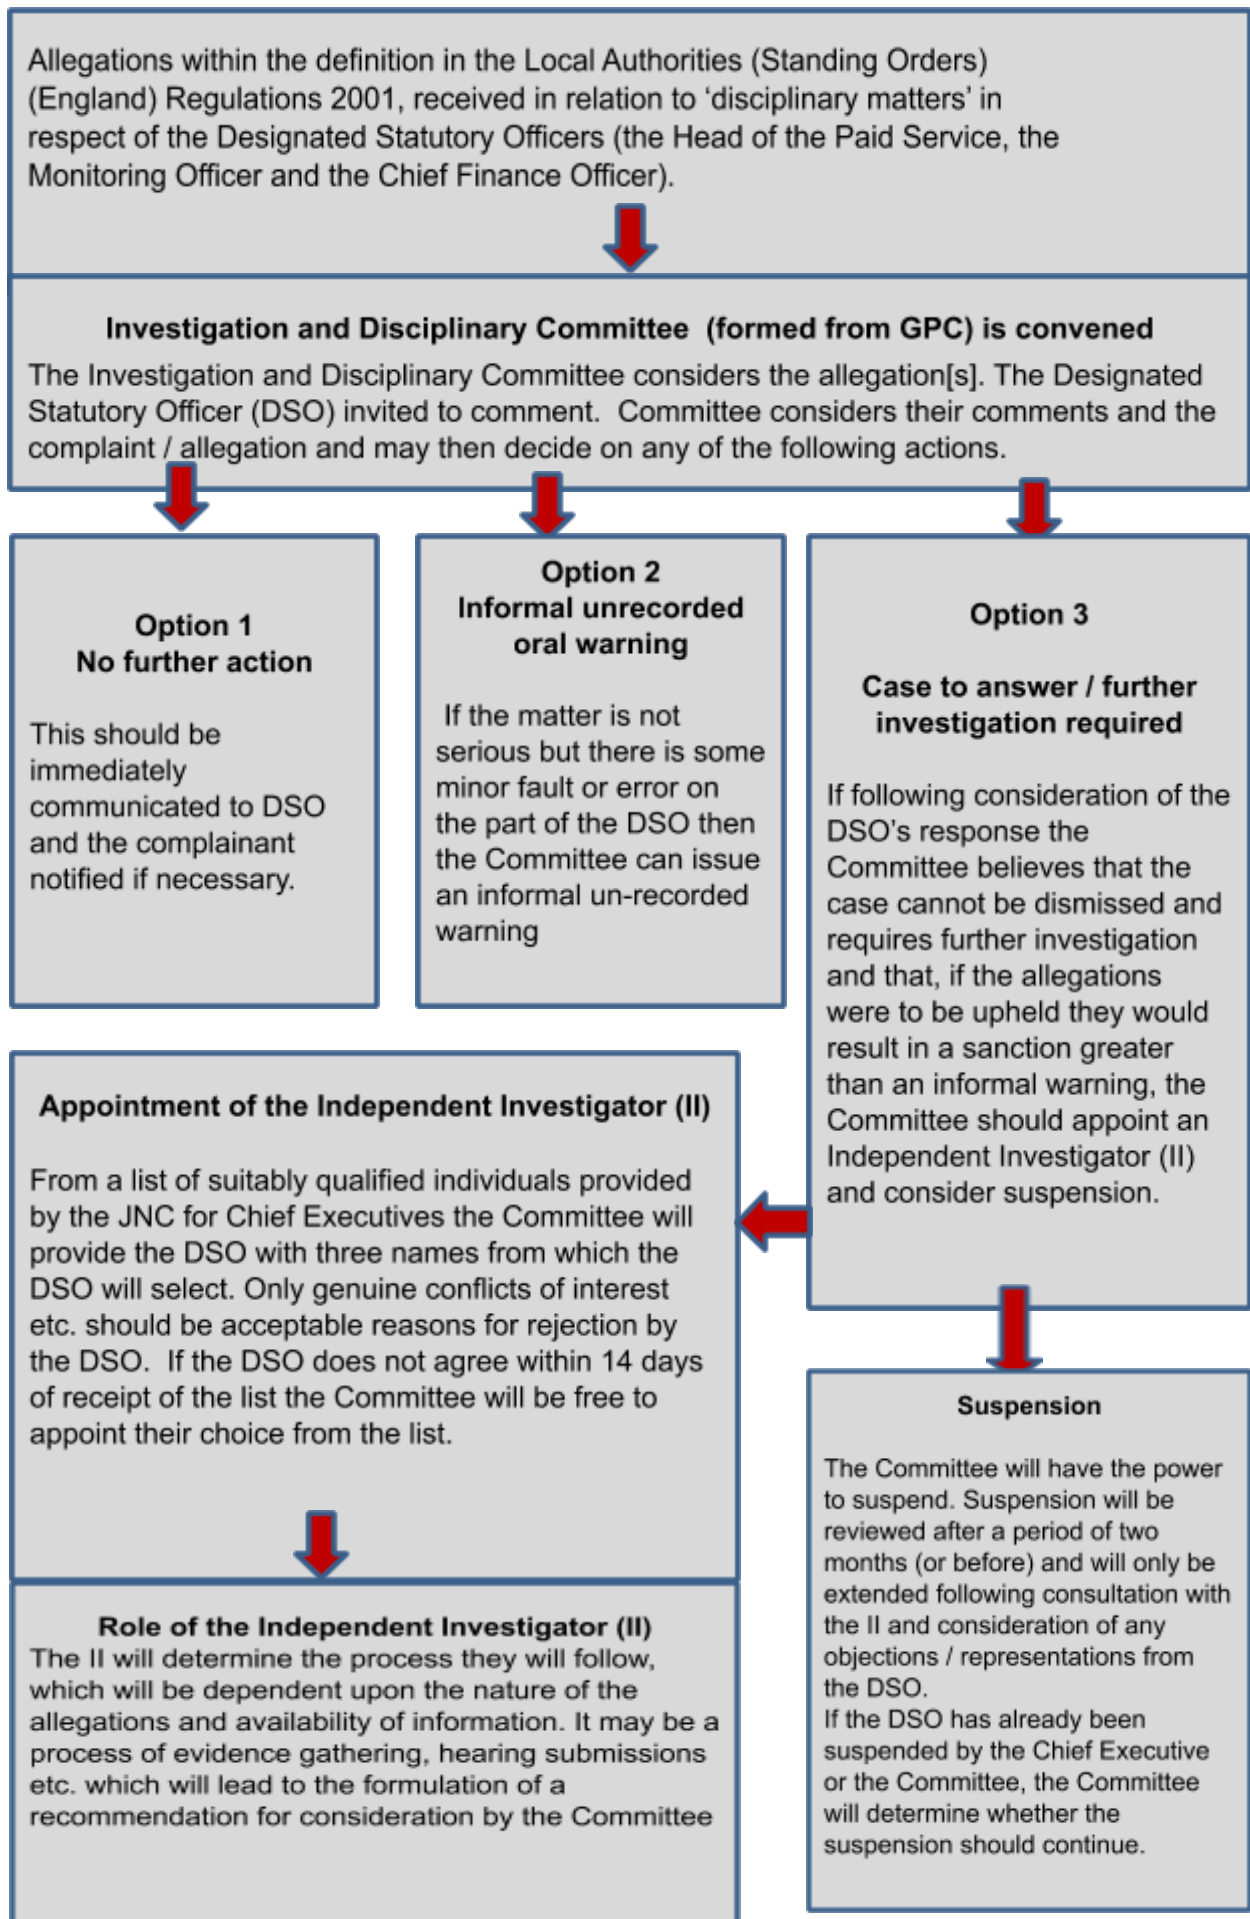 Allegations within the definition in the Local Authorities (Standing Orders)
(England) Regulations 2001, received in relation to ‘disciplinary matters’ in
respect of the Designated Statutory Officers (the Head of the Paid Service, the
Monitoring Officer and the Chief Finance Officer).
Investigation and Disciplinary Committee (formed from GPC) is convened
The Investigation and Disciplinary Committee considers the allegation[s]. The Designated
Statutory Officer (DSO) invited to comment. Committee considers their comments and the
complaint / allegation and may then decide on any of the following actions.
Option 1
No further action
This should be
immediately
communicated to DSO
and the complainant
notified if necessary.
Option 2
Informal unrecorded
oral warning
If the matter is not
serious but there is some
minor fault or error on
the part of the DSO then
the Committee can issue
an informal un-recorded
warning
Option 3
Case to answer / further
investigation required
If following consideration of the
DSO’s response the
Committee believes that the
case cannot be dismissed and
requires further investigation
and that, if the allegations
were to be upheld they would
result in a sanction greater
than an informal warning, the
Committee should appoint an
Independent Investigator (II)
and consider suspension.
Appointment of the Independent Investigator (II)
From a list of suitably qualified individuals provided
by the JNC for Chief Executives the Committee will
provide the DSO with three names from which the
DSO will select. Only genuine conflicts of interest
etc. should be acceptable reasons for rejection by
the DSO. If the DSO does not agree within 14 days
of receipt of the list the Committee will be free to
appoint their choice from the list.
Suspension
The Committee will have the power
to suspend. Suspension will be
reviewed after a period of two
months (or before) and will only be
extended following consultation with
the II and consideration of any
objections / representations from
the DSO.
If the DSO has already been
suspended by the Chief Executive
or the Committee, the Committee
will determine whether the
suspension should continue.
Role of the Independent Investigator (II)
The II will determine the process they will follow,
which will be dependent upon the nature of the
allegations and availability of information. It may be a
process of evidence gathering, hearing submissions
etc. which will lead to the formulation of a
recommendation for consideration by the Committee